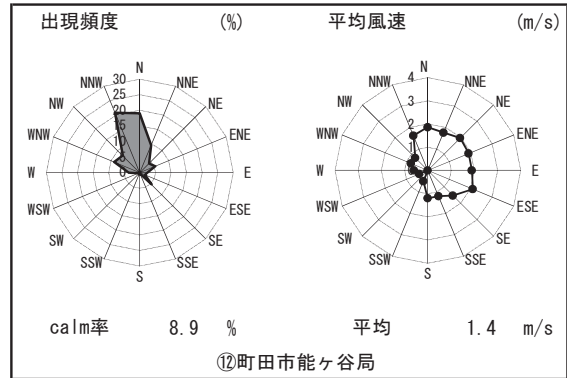 出現頻度 (%) 平均風速 (m/s)
N N
NNW 30 NNE NNW 4 NNE
25
NW 20 NE NW 3 NE
15
WNW 10 ENE WNW 2 ENE
5 1
W 0 E W 0 E
WSW ESE WSW ESE
SW SE SW SE
SSW SSE SSW SSE
S S
calm率 8.9 % 平均 1.4 m/s
⑫町田市能ヶ谷局